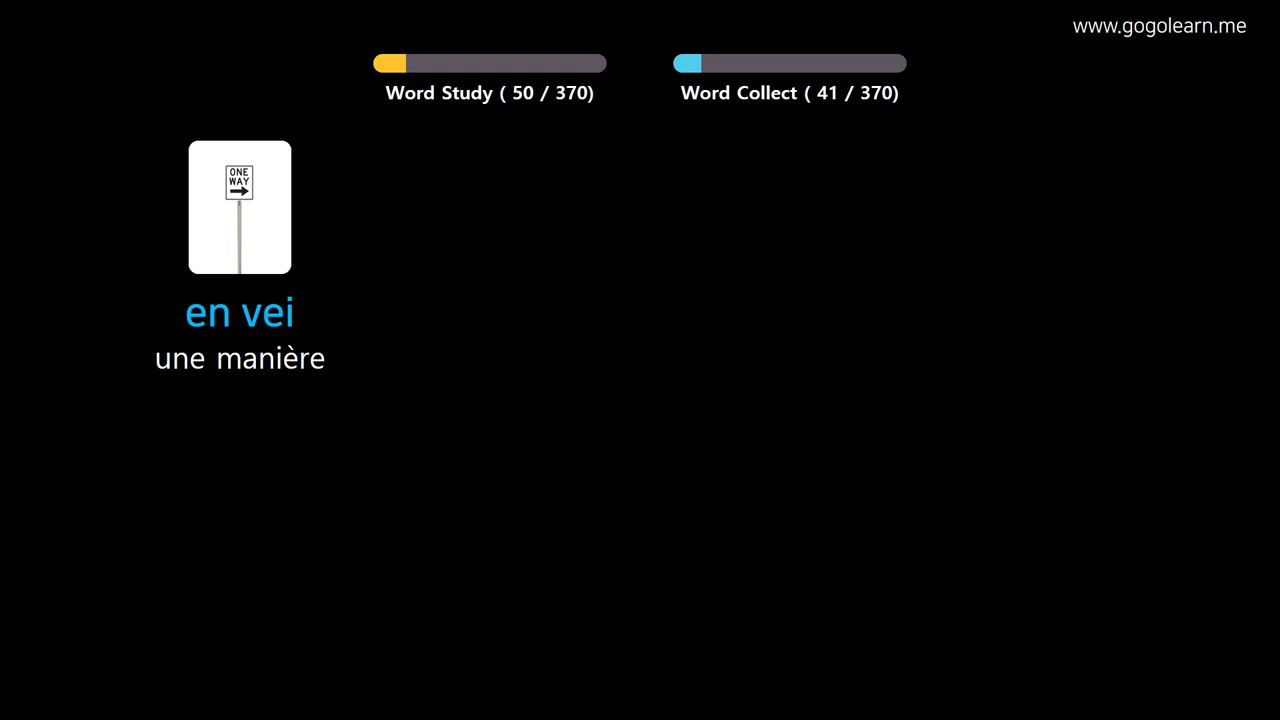 www.gogolearn.me
Word Study ( 50 / 370)
Word Collect ( 41 / 370)
ONE
WAY
en vei
une manière